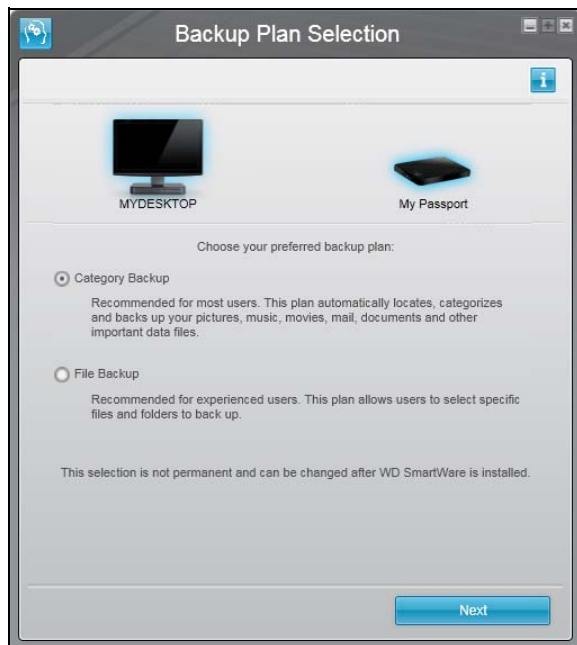 Backup Plan Selection
MYDESKTOP
My Passport
Choose your preferred backup plan:
Category Backup
Recommended for most users. This plan automatically locates, categorizes
and backs up your pictures, music, movies, mail, documents and other
important data files.
File Backup
Recommended for experienced users. This plan allows users to select specific
files and folders to back up.
This selection is not permanent and can be changed after WD SmartWare is installed.
Next